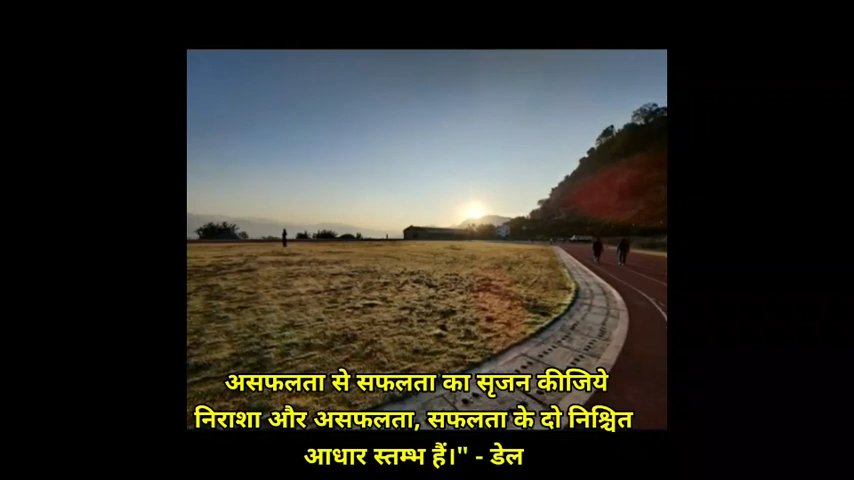 असफलता से सफलता का सृजन कीजिये
निराशा और असफलता, सफलता के दो निश्चित
आधार स्तम्भ हैं।" - डेल